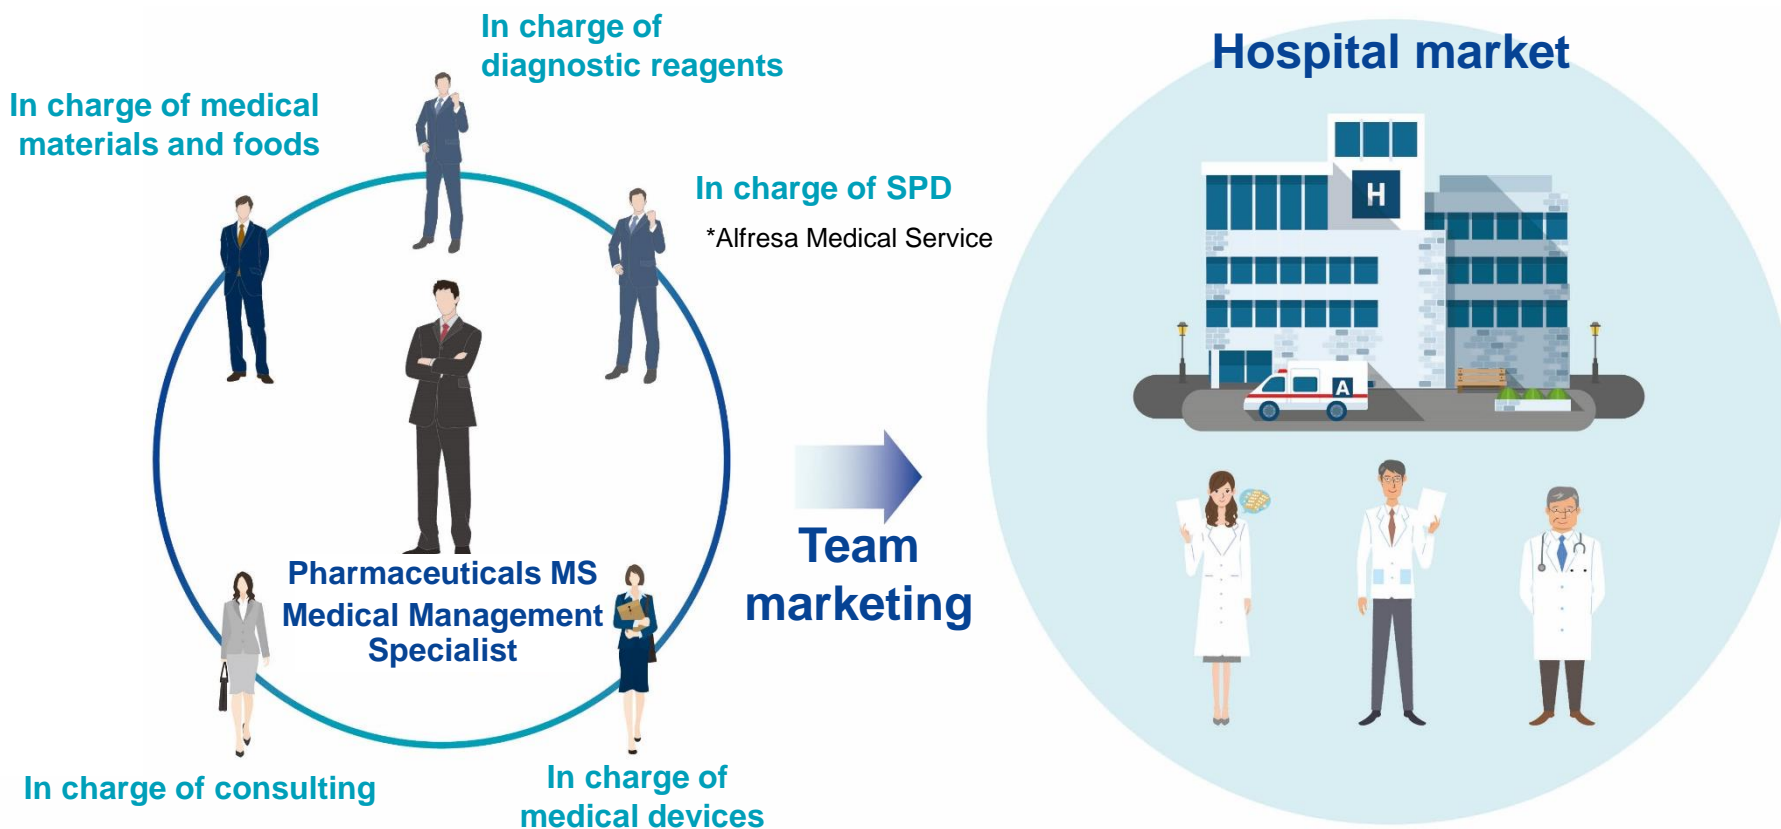 In charge of
diagnostic reagents
In charge of medical
materials and foods
In charge of SPD
*Alfresa Medical Service
Pharmaceuticals MS
Medical Management
Specialist
In charge of consulting
In charge of
medical devices
Team
marketing
Hospital market
H
A